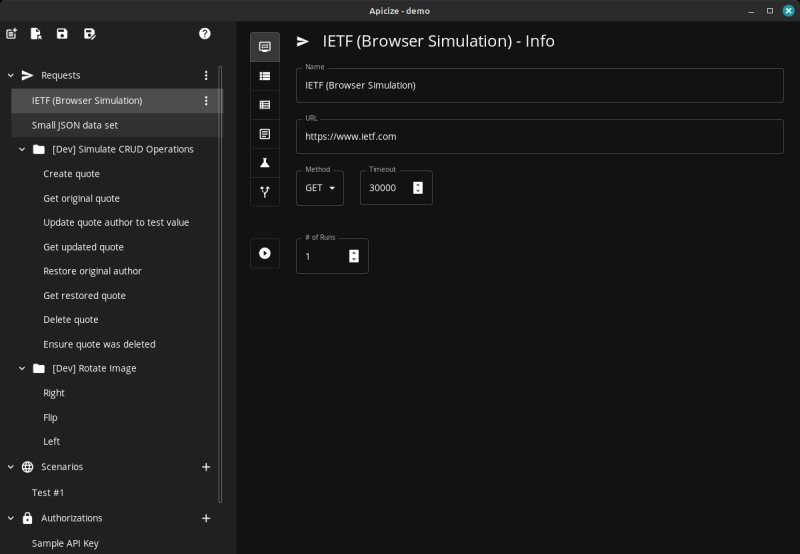 Apicize - demo
Requests
IETF (Browser Simulation)
Small JSON data set
[Dev] Simulate CRUD Operations
Create quote
Get original quote
Update quote author to test value
Get updated quote
Restore original author
Get restored quote
Delete quote
Ensure quote was deleted
[Dev] Rotate Image
Right
Flip
Left
Scenarios
Test #1
Authorizations
Sample API Key
IETF (Browser Simulation) - Info
Name
IETF (Browser Simulation)
URL
https://www.ietf.com
Method
GET
Timeout
30000
# of Runs
1